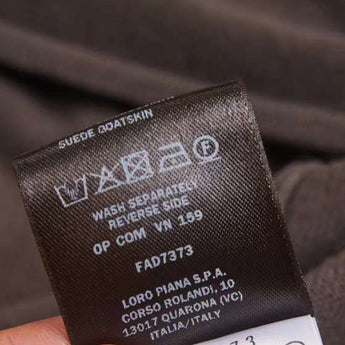 SUEDE GOATSKIN
F
WASH SEPARATELY
REVERSE SIDE
OP COM VN 159
FAD7373
LORO PIANA S.P.A.
CORSO ROLANDI, 10
13017 QUARONA (VC)
ITALIA/ITALY